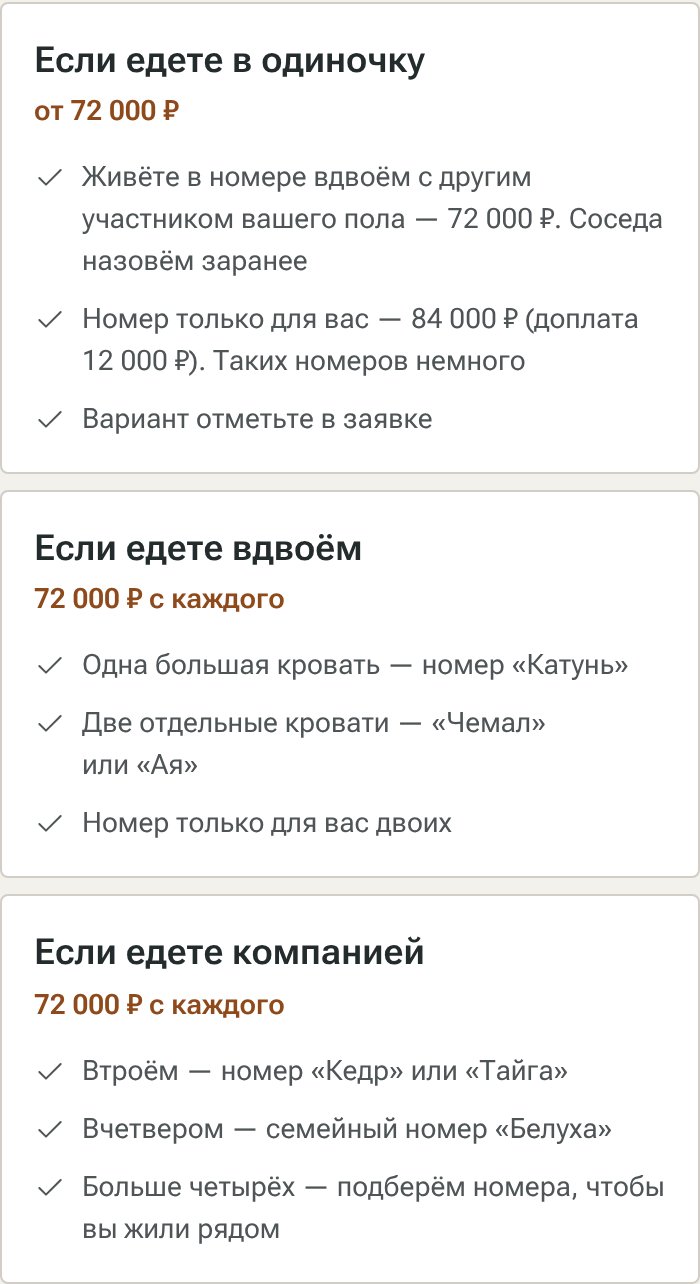 Если едете в одиночку
от 72 000 ₽
Живёте в номере вдвоём с другим
участником вашего пола — 72 000 ₽. Соседа
назовём заранее
Номер только для вас — 84 000 ₽ (доплата
12 000 ₽). Таких номеров немного
Вариант отметьте в заявке
Если едете вдвоём
72 000 ₽ с каждого
Одна большая кровать — номер «Катунь»
Две отдельные кровати — «Чемал»
или «Ая»
Номер только для вас двоих
Если едете компанией
72 000 ₽ с каждого
Втроём — номер «Кедр» или «Тайга»
Вчетвером — семейный номер «Белуха»
Больше четырёх — подберём номера, чтобы
вы жили рядом